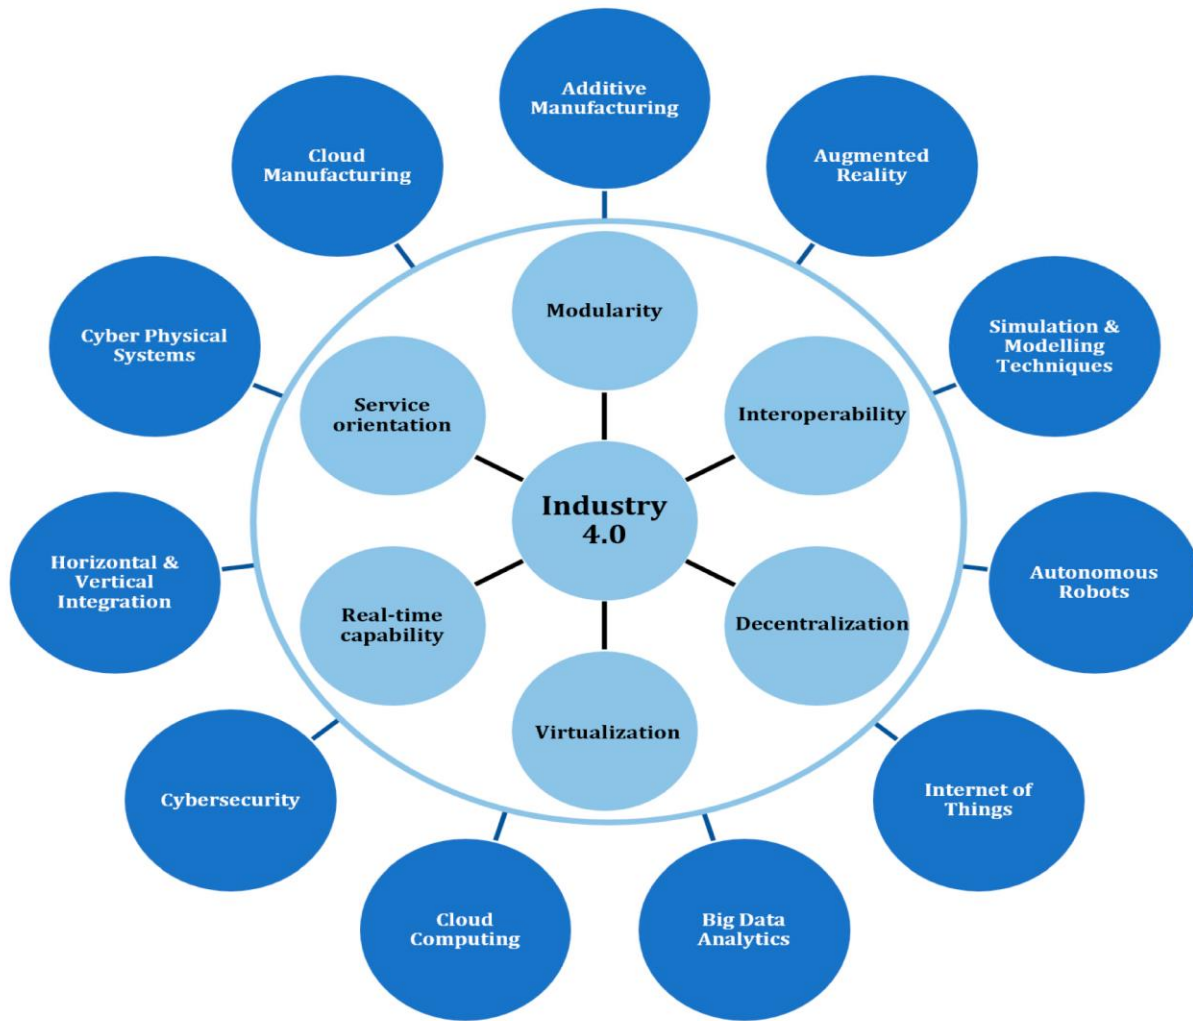 Additive
Manufacturing
Cloud
Manufacturing
Augmented
Reality
Cyber Physical
Systems
Simulation &
Modelling
Techniques
Modularity
Service
orientation
Interoperability
Industry
4.0
Horizontal &
Vertical
Integration
Autonomous
Robots
Real-time
capability
Decentralization
Virtualization
Cybersecurity
Internet of
Things
Cloud
Computing
Big Data
Analytics